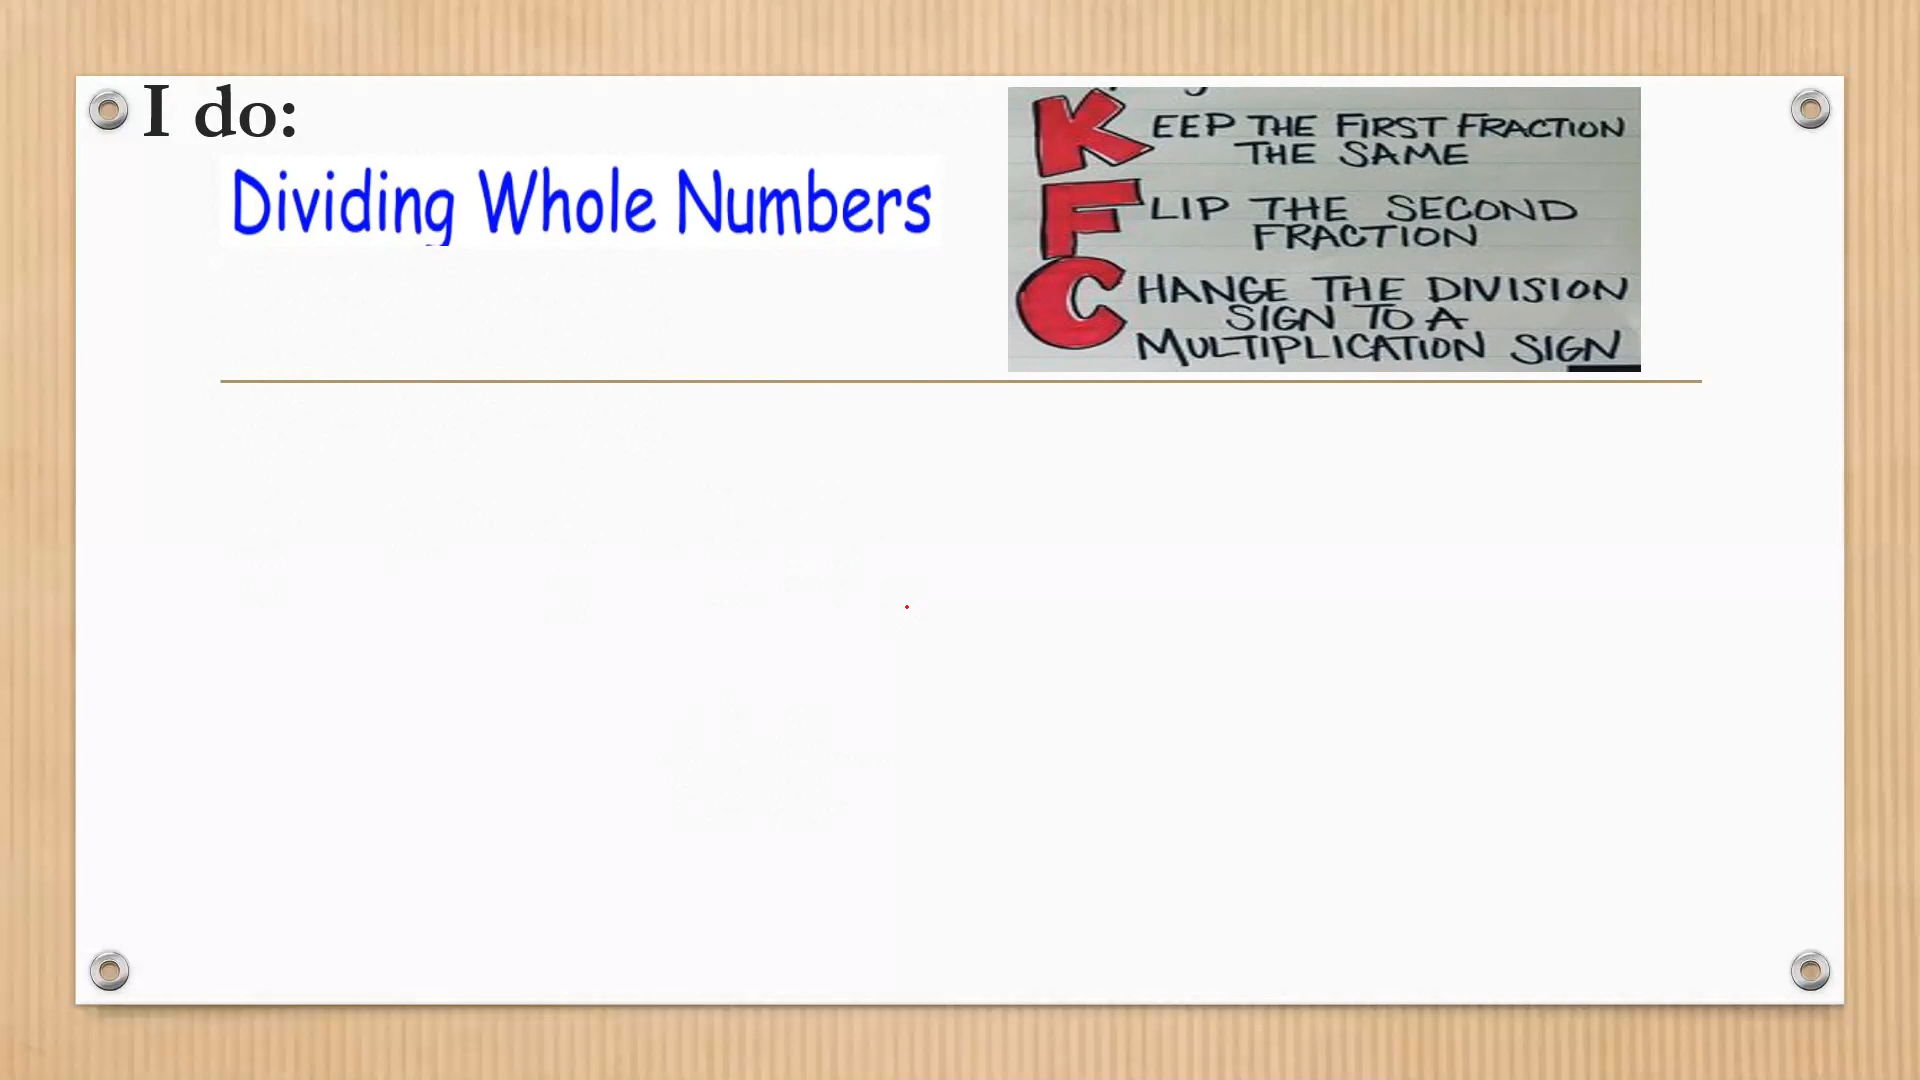 I do:
Dividing Whole Numbers
KEEP THE FIRST FRACTION
THE SAME
FLIP THE SECOND
FRACTION
CHANGE THE DIVISION
SIGN TO A
MULTIPLICATION SIGN